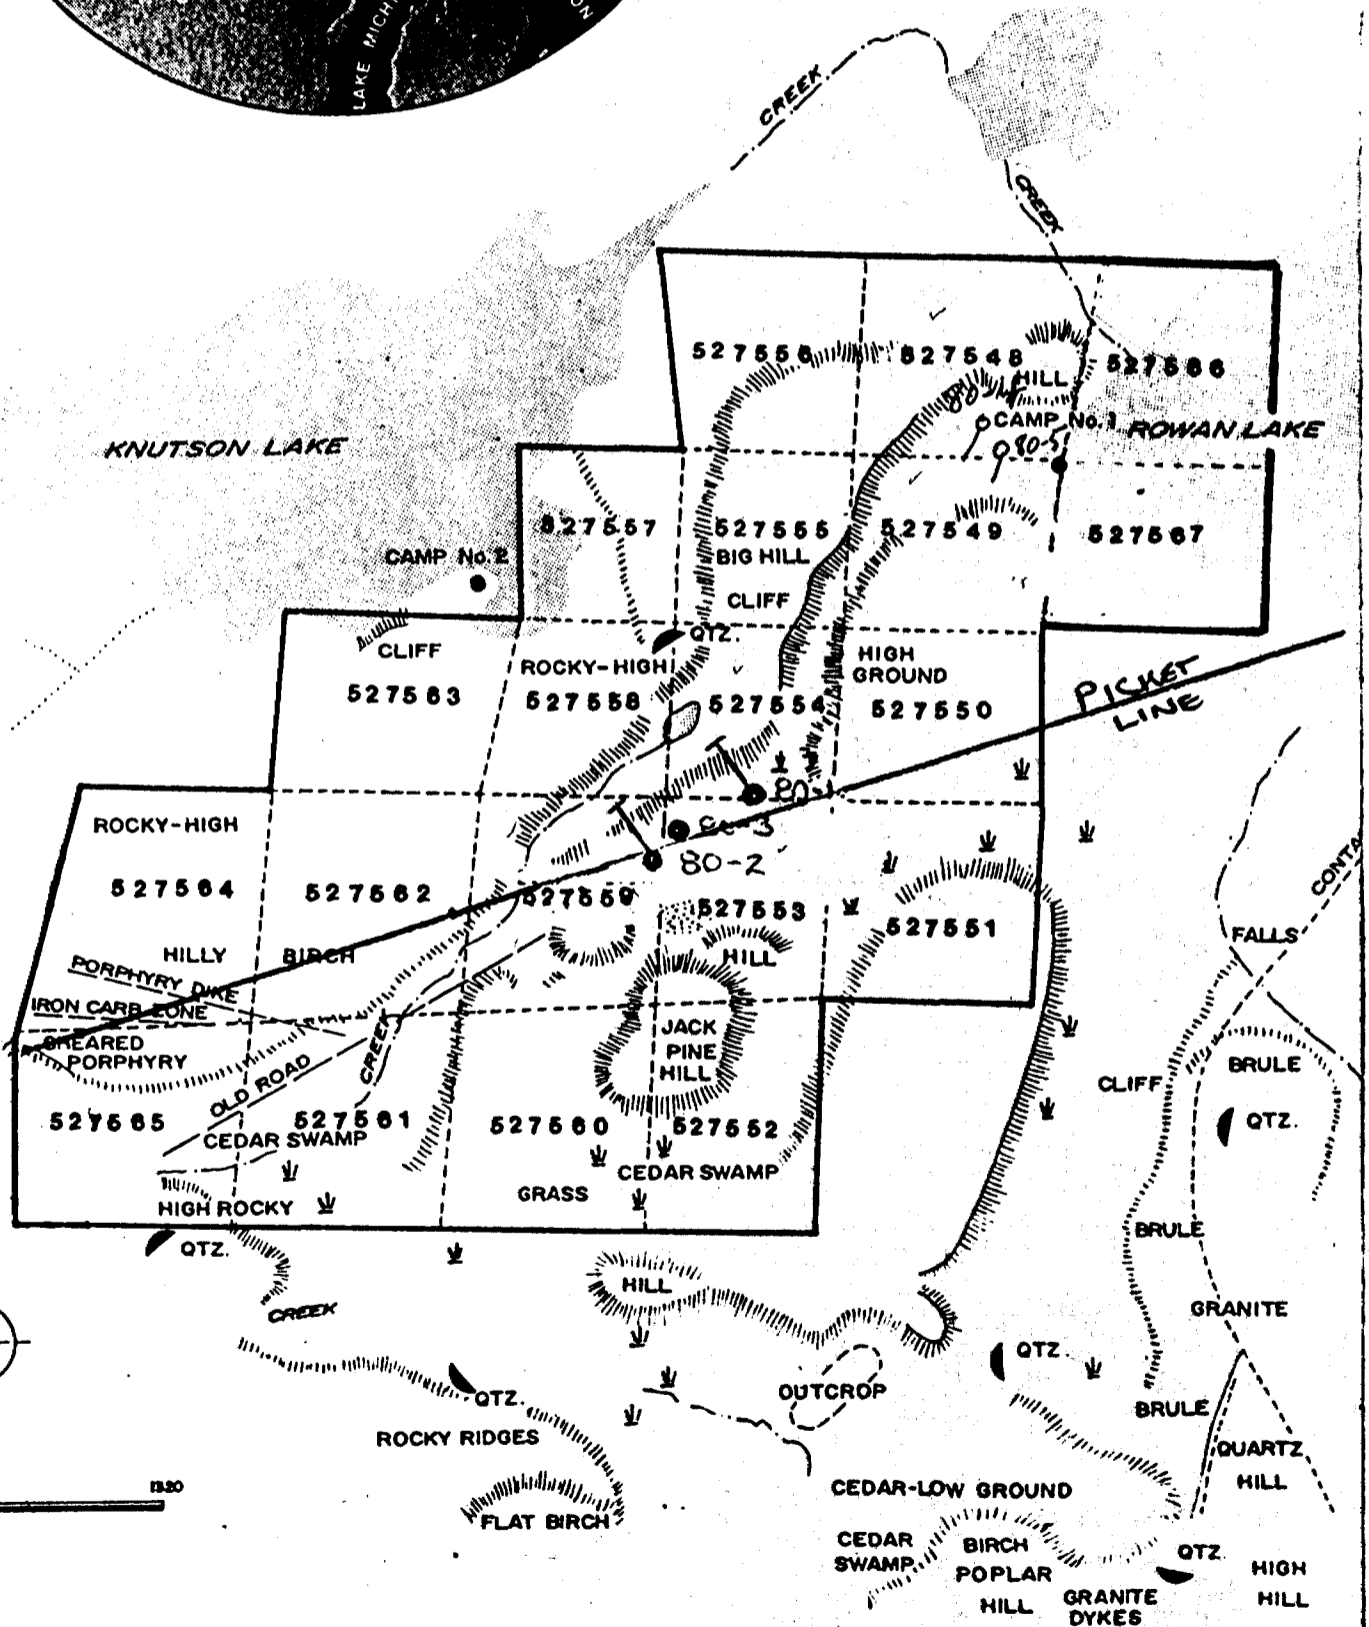 LAKE MICHI
ON
CREEK
CREEK
527556
527548
527566
HILL
80-4
CAMP No. 1
ROWAN LAKE
80-5
KNUTSON LAKE
527557
527555
527549
527567
BIG HILL
CAMP No. 2
CLIFF
QTZ.
CLIFF
ROCKY-HIGH
HIGH
GROUND
527563
527558
527554
527550
PICKET
LINE
80-1
ROCKY-HIGH
80-3
80-2
527564
527562
527559
527553
527551
CONTA
FALLS
HILLY
BIRCH
HILL
PORPHYRY DIKE
IRON CARB ZONE
SHEARED
PORPHYRY
JACK
PINE
HILL
CREEK
OLD ROAD
CLIFF
BRULE
527565
527561
527560
527552
QTZ.
CEDAR SWAMP
CEDAR SWAMP
GRASS
HIGH ROCKY
QTZ.
BRULE
HILL
CREEK
GRANITE
QTZ.
QTZ.
OUTCROP
BRULE
ROCKY RIDGES
QUARTZ
HILL
1320
CEDAR-LOW GROUND
FLAT BIRCH
CEDAR
SWAMP
BIRCH
POPLAR
HILL
QTZ
HIGH
HILL
GRANITE
DYKES